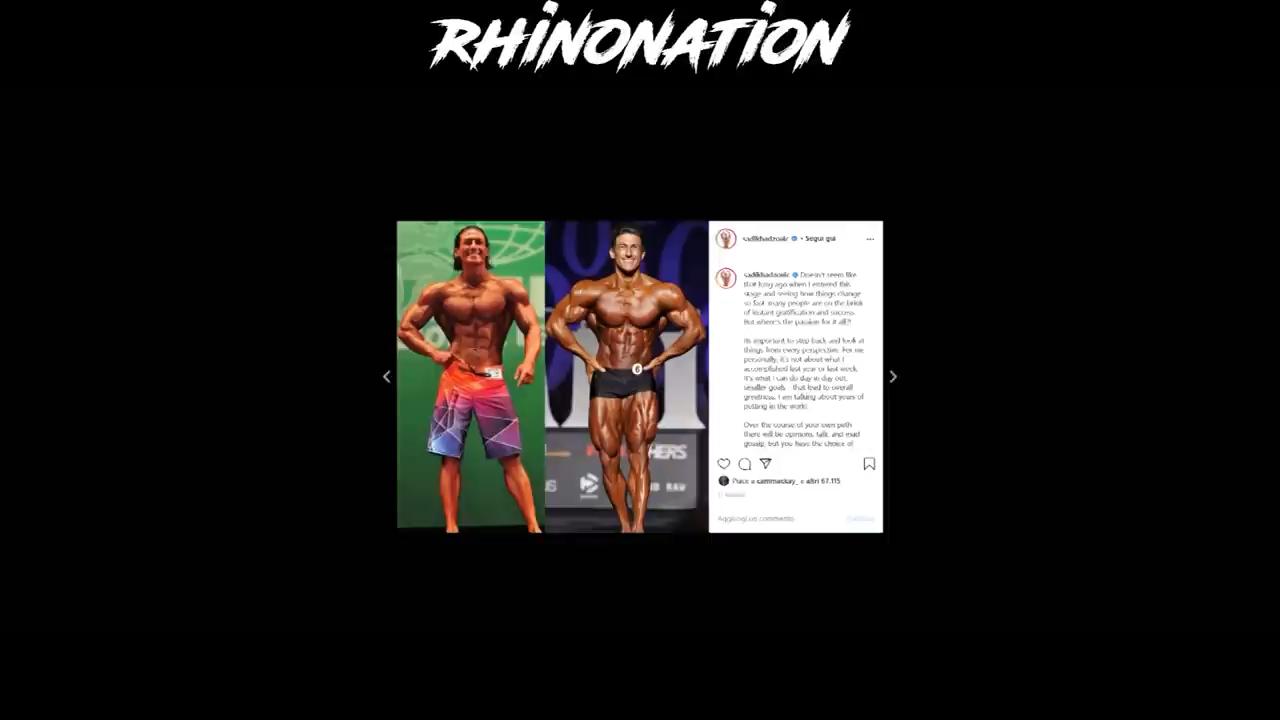 RHINONATION
sadikhadzovic • Segui già
sadikhadzovic Doesn't seem like
that long ago when I entered this
stage and seeing how things change
so fast many people are on the brink
of instant gratification and success.
But where's the passion for it all?!
Its important to step back and look at
things from every perspective. For me
personally, it's not about what I
accomplished last year or last week.
It's what I can do day in day out,
smaller goals - that lead to overall
greatness. I am talking about years of
putting in the work!
Over the course of your own path
there will be opinions, talk, and mad
gossip, but you have the choice of
Piace a cammackay_ e altri 67.115
Aggiungi un commento
6
HERS
RAW